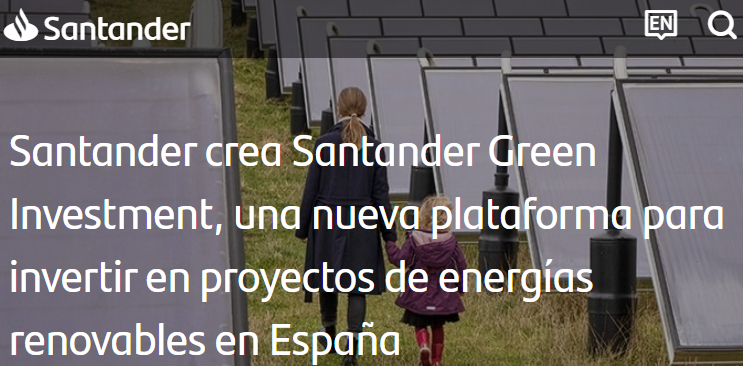 Santander
EN
Santander crea Santander Green
Investment, una nueva plataforma para
invertir en proyectos de energías
renovables en España